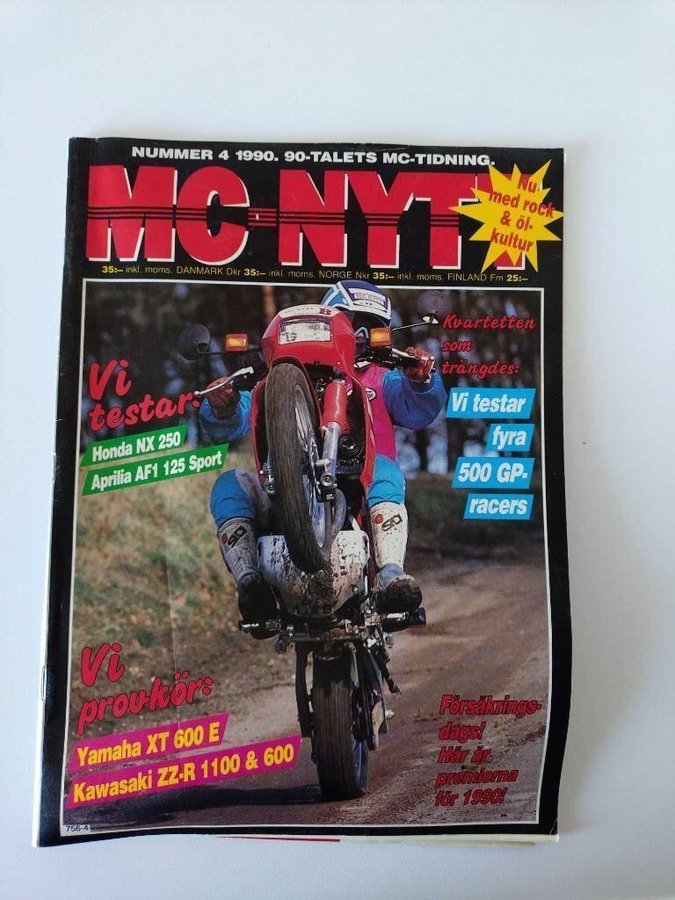 NUMMER 4 1990. 90-TALETS MC-TIDNING.
MC-NYTT
Nu
med rock
& öl-
kultur
35:– inkl. moms. DANMARK Dkr 35:– inkl. moms. NORGE Nkr 35:– inkl. moms. FINLAND Fm 25:–
Vi
testar:
Honda NX 250
Aprilia AF1 125 Sport
Kvartetten
som
trängdes:
Vi testar
fyra
500 GP-
racers
Vi
provkör:
Yamaha XT 600 E
Kawasaki ZZ-R 1100 & 600
Försäkrings-
dags!
Här är
premierna
för 1990!
756-4